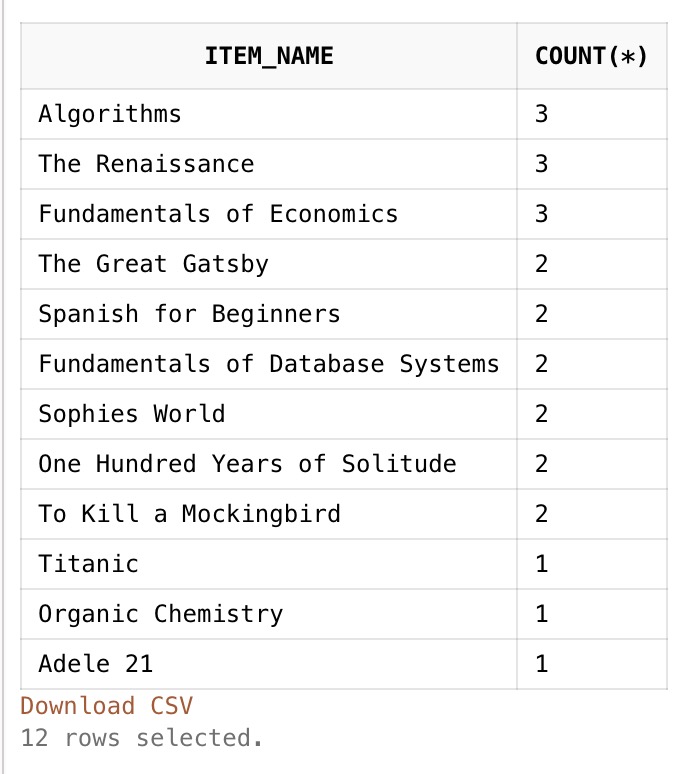 ITEM_NAME COUNT(*)
Algorithms 3
The Renaissance 3
Fundamentals of Economics 3
The Great Gatsby 2
Spanish for Beginners 2
Fundamentals of Database Systems 2
Sophies World 2
One Hundred Years of Solitude 2
To Kill a Mockingbird 2
Titanic 1
Organic Chemistry 1
Adele 21 1
Download CSV
12 rows selected.